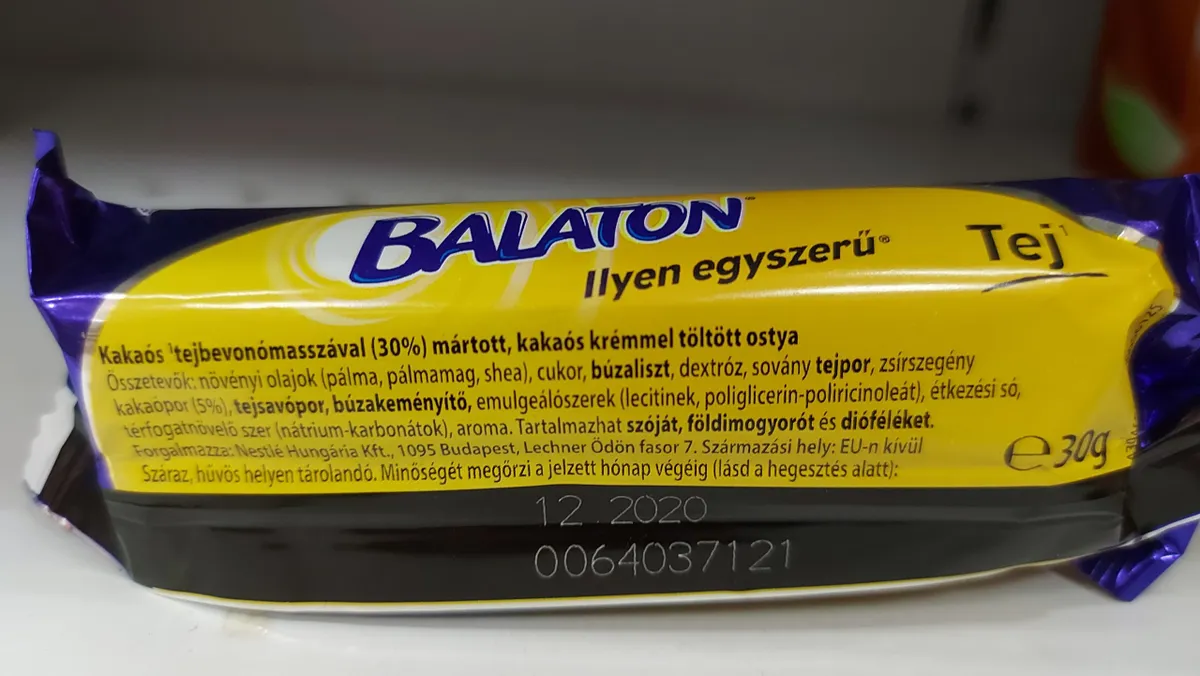 BALATON
Ilyen egyszerű®
Tej¹
Kakaós ¹tejbevonómasszával (30%) mártott, kakaós krémmel töltött ostya
Összetevők: növényi olajok (pálma, pálmamag, shea), cukor, búzaliszt, dextróz, sovány tejpor, zsírszegény
kakaópor (5%), tejsavópor, búzakeményítő, emulgeálószerek (lecitinek, poliglicerin-poliricinoleát), étkezési só,
térfogatnövelő szer (nátrium-karbonátok), aroma. Tartalmazhat szóját, földimogyorót és dióféléket.
Forgalmazza: Nestlé Hungária Kft., 1095 Budapest, Lechner Ödön fasor 7. Származási hely: EU-n kívül
Száraz, hűvös helyen tárolandó. Minőségét megőrzi a jelzett hónap végéig (lásd a hegesztés alatt):
℮30g
12.2020
0064037121